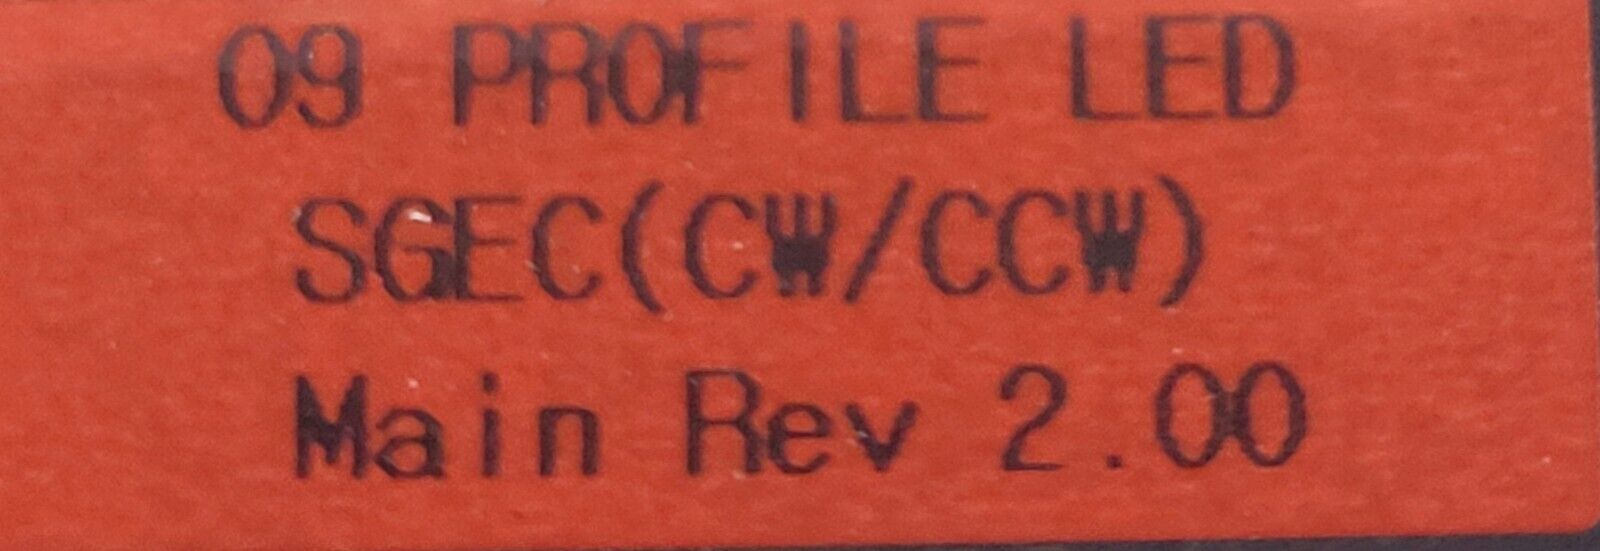 09 PROFILE LED
SGEC(CW/CCW)
Main Rev 2.00